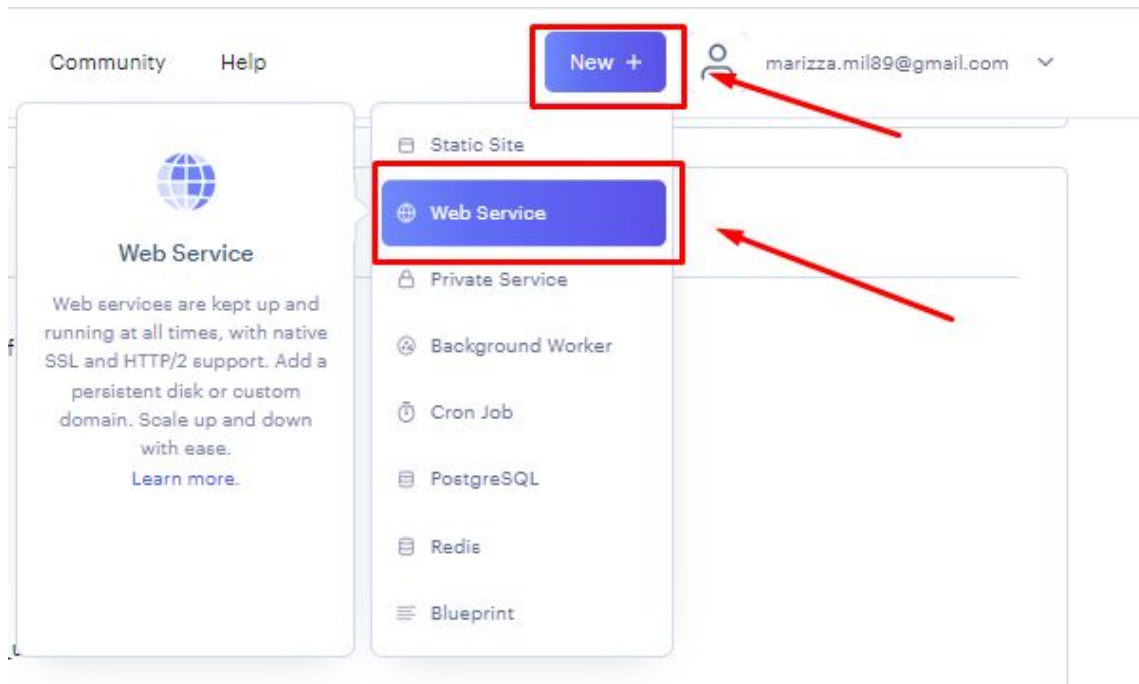 Community Help New + marizza.mil89@gmail.com
Static Site
Web Service
Web Service
Web services are kept up and
running at all times, with native
SSL and HTTP/2 support. Add a
persistent disk or custom
domain. Scale up and down
with ease.
Learn more.
Private Service
Background Worker
Cron Job
PostgreSQL
Redis
Blueprint